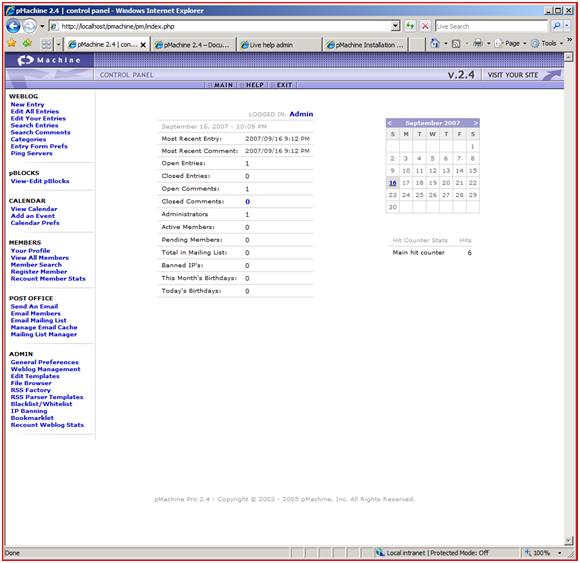 pMachine 2.4 | control panel - Windows Internet Explorer
http://localhost/pmachine/pm/index.php
Live Search
pMachine 2.4 | con...
pMachine 2.4 – Docu...
Live help admin
pMachine Installation ...
Page
Tools
Machine
CONTROL PANEL
v.2.4
VISIT YOUR SITE
MAIN
HELP
EXIT
WEBLOG
New Entry
Edit All Entries
Edit Your Entries
Search Entries
Search Comments
Categories
Entry Form Prefs
Ping Servers
pBLOCKS
View-Edit pBlocks
CALENDAR
View Calendar
Add an Event
Calendar Prefs
MEMBERS
Your Profile
View All Members
Member Search
Register Member
Recount Member Stats
POST OFFICE
Send An Email
Email Members
Email Mailing List
Manage Email Cache
Mailing List Manager
ADMIN
General Preferences
Weblog Management
Edit Templates
File Browser
RSS Factory
RSS Parser Templates
Blacklist/Whitelist
IP Banning
Bookmarklet
Recount Weblog Stats
LOGGED IN: Admin
September 16, 2007 - 10:09 PM
Most Recent Entry: 2007/09/16 9:12 PM
Most Recent Comment: 2007/09/16 9:12 PM
Open Entries: 1
Closed Entries: 0
Open Comments: 1
Closed Comments: 0
Administrators 1
Active Members: 0
Pending Members: 0
Total in Mailing List: 0
Banned IP's: 0
This Month's Birthdays: 0
Today's Birthdays: 0
< September 2007 >
S M T W T F S
1
2 3 4 5 6 7 8
9 10 11 12 13 14 15
16 17 18 19 20 21 22
23 24 25 26 27 28 29
30
Hit Counter Stats Hits
Main hit counter 6
pMachine Pro 2.4 - Copyright © 2003 - 2005 pMachine, Inc. All Rights Reserved.
Done
Local intranet | Protected Mode: Off
100%